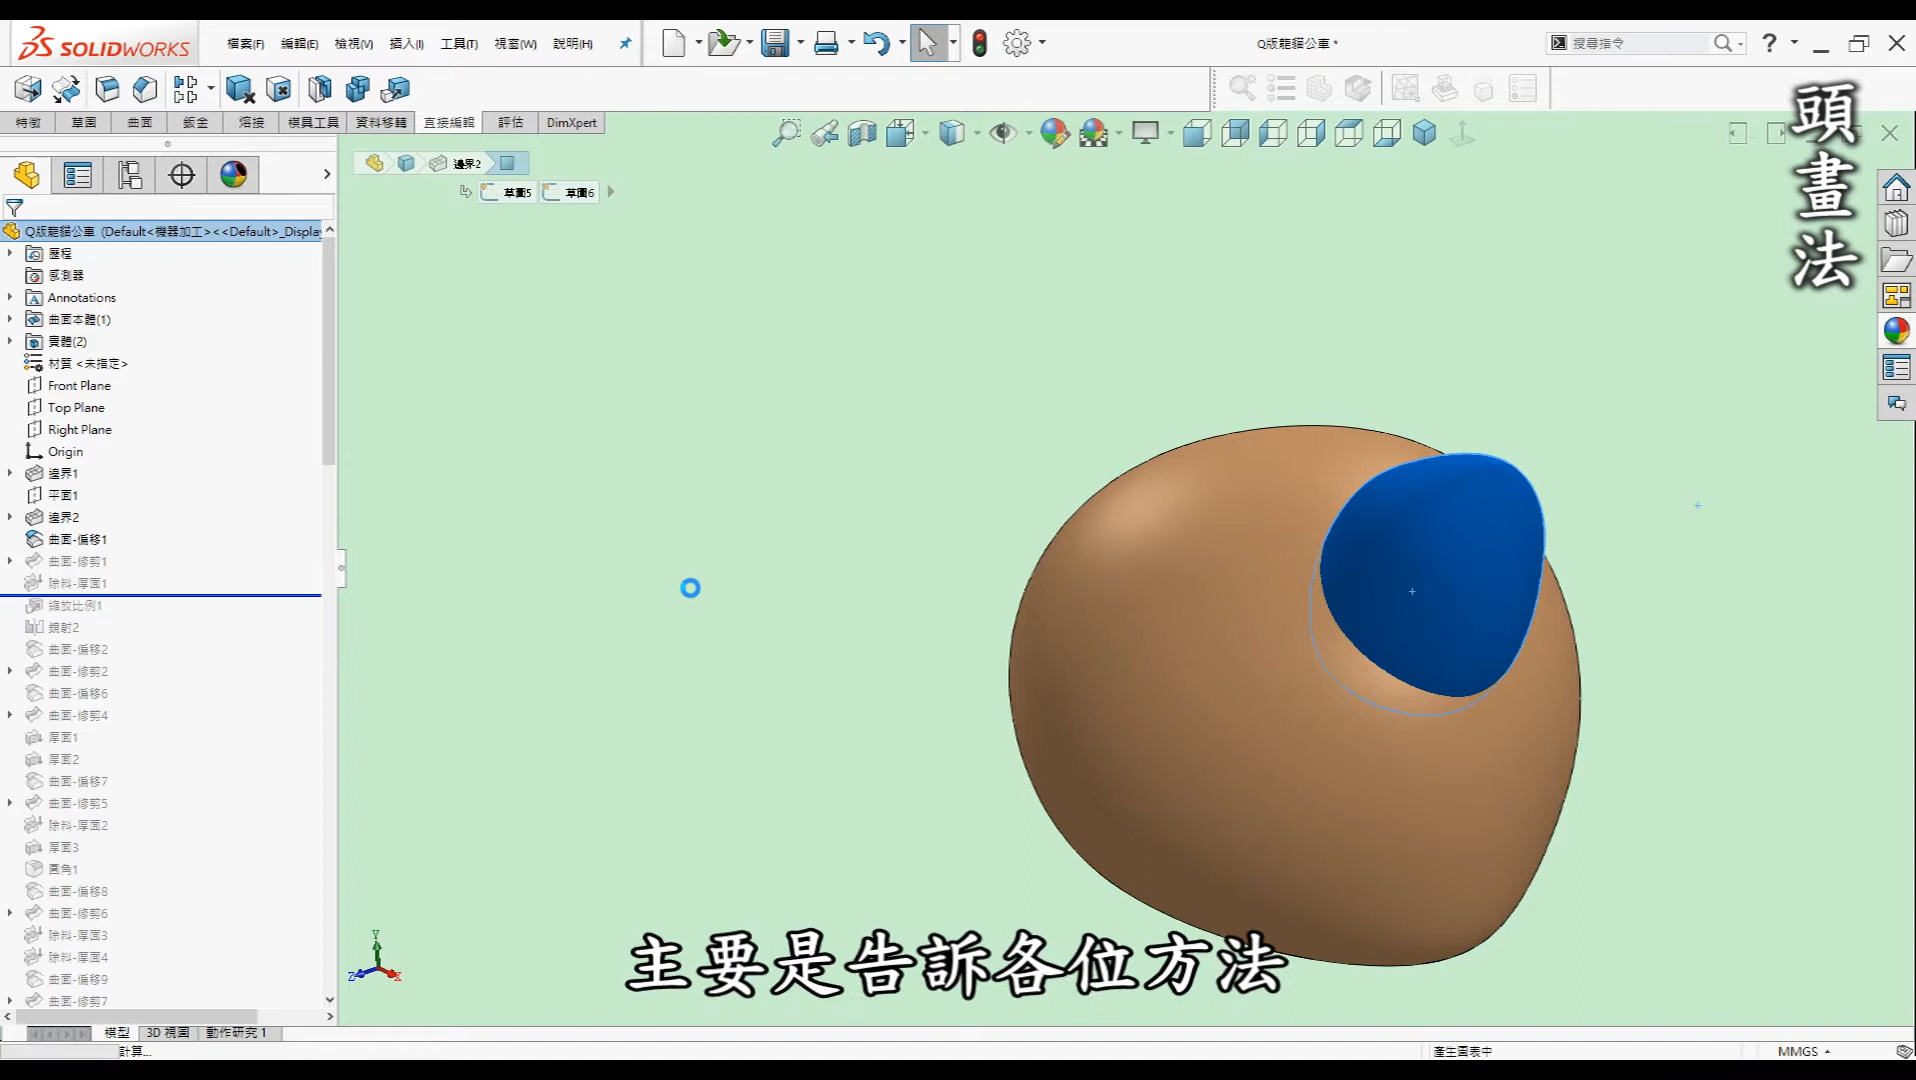 SOLIDWORKS
檔案(F) 編輯(E) 檢視(V) 插入(I) 工具(T) 視窗(W) 說明(H)
Q版龍貓公車 *
搜尋指令
特徵 草圖 曲面 鈑金 熔接 模具工具 資料移轉 直接編輯 評估 DimXpert
頭畫法
邊界2
草圖5 草圖6
Q版龍貓公車 (Default<機器加工><<Default>_Displa
歷程
感測器
Annotations
曲面本體(1)
實體(2)
材質 <未指定>
Front Plane
Top Plane
Right Plane
Origin
邊界1
平面1
邊界2
曲面-偏移1
曲面-修剪1
除料-厚面1
縮放比例1
鏡射2
曲面-偏移2
曲面-修剪2
曲面-偏移6
曲面-修剪4
厚面1
厚面2
曲面-偏移7
曲面-修剪5
除料-厚面2
厚面3
圓角1
曲面-偏移8
曲面-修剪6
除料-厚面3
除料-厚面4
曲面-偏移9
曲面-修剪7
Y
Z X
主要是告訴各位方法
模型 3D 視圖 動作研究 1
計算...
產生圖表中
MMGS